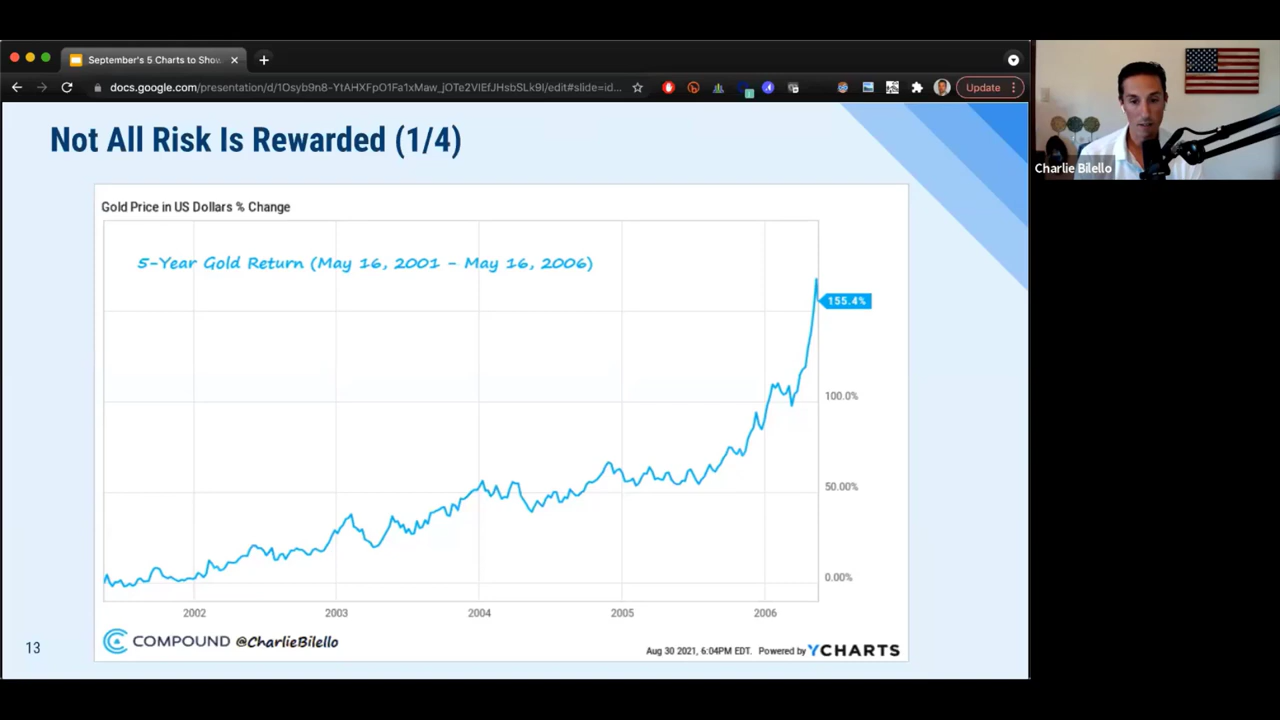 September's 5 Charts to Show
docs.google.com/presentation/d/1Osyb9n8-YtAHXFpO1Fa1xMaw_jOTe2VIEfJHsbSLk9I/edit#slide=id...
Update
Not All Risk Is Rewarded (1/4)
Charlie Bilello
Gold Price in US Dollars % Change
5-Year Gold Return (May 16, 2001 - May 16, 2006)
155.4%
100.0%
50.00%
0.00%
2002 2003 2004 2005 2006
COMPOUND @CharlieBilello
Aug 30 2021, 6:04PM EDT. Powered by YCHARTS
13